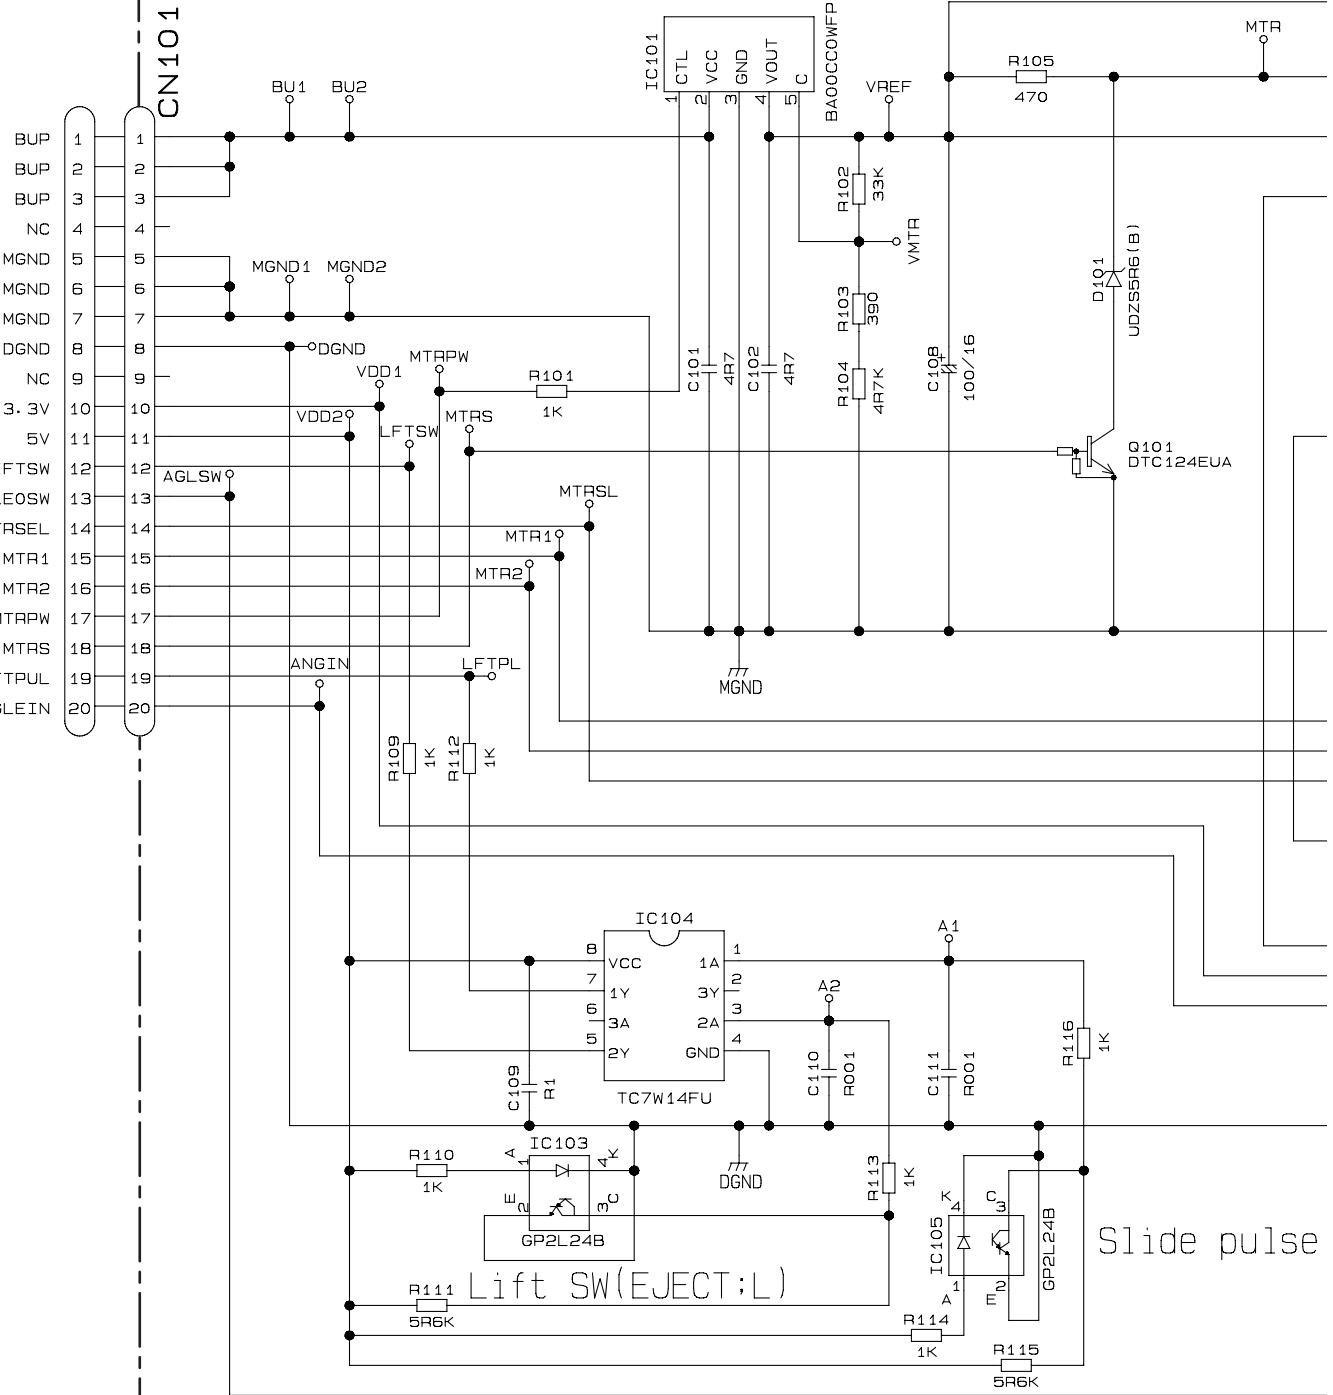 CN101
BUP 1 1
BUP 2 2
BUP 3 3
NC 4 4
MGND 5 5
MGND 6 6
MGND 7 7
DGND 8 8
NC 9 9
3.3V 10 10
5V 11 11
FTSW 12 12
EOSW 13 13
RSEL 14 14
MTR1 15 15
MTR2 16 16
MTRPW 17 17
MTRS 18 18
TPUL 19 19
GLEIN 20 20
BU1
BU2
MGND1
MGND2
DGND
VDD1
VDD2
MTRPW
LFTSW
MTRS
AGLSW
MTRSL
MTR1
MTR2
ANGIN
LFTPL
R101
1K
IC101
CTL
VCC
GND
VOUT
C
1
2
3
4
5
BA00CC0WFP
VREF
R102
33K
VMTR
R103
390
R104
4R7K
C101
4R7
C102
4R7
C108
+
100/16
R105
470
MTR
D101
UDZS5R6(B)
Q101
DTC124EUA
MGND
R109
1K
R112
1K
IC104
8
VCC
7
1Y
6
3A
5
2Y
1A
1
3Y
2
2A
3
GND
4
TC7W14FU
A1
A2
C109
R1
C110
R001
C111
R001
R116
1K
IC103
A
1
4
K
E
2
3
C
GP2L24B
R110
1K
DGND
R113
1K
K
4
C
3
IC105
GP2L24B
A
1
E
2
Slide pulse
Lift SW(EJECT;L)
R111
5R6K
R114
1K
R115
5R6K